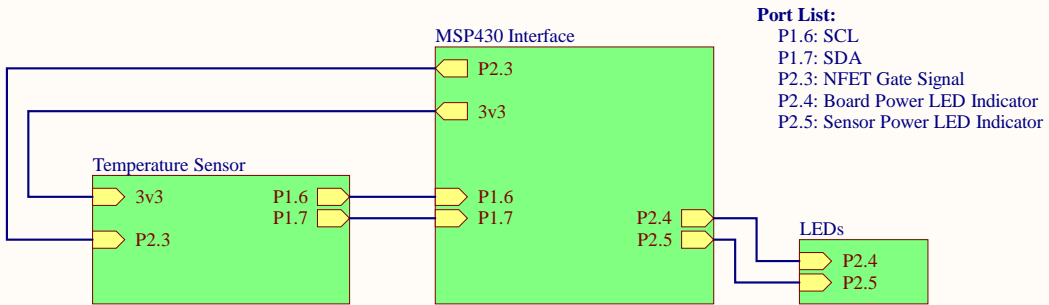 Port List:
P1.6: SCL
P1.7: SDA
P2.3: NFET Gate Signal
P2.4: Board Power LED Indicator
P2.5: Sensor Power LED Indicator
MSP430 Interface
P2.3
3v3
P1.6
P1.7
P2.4
P2.5
Temperature Sensor
3v3
P2.3
P1.6
P1.7
LEDs
P2.4
P2.5